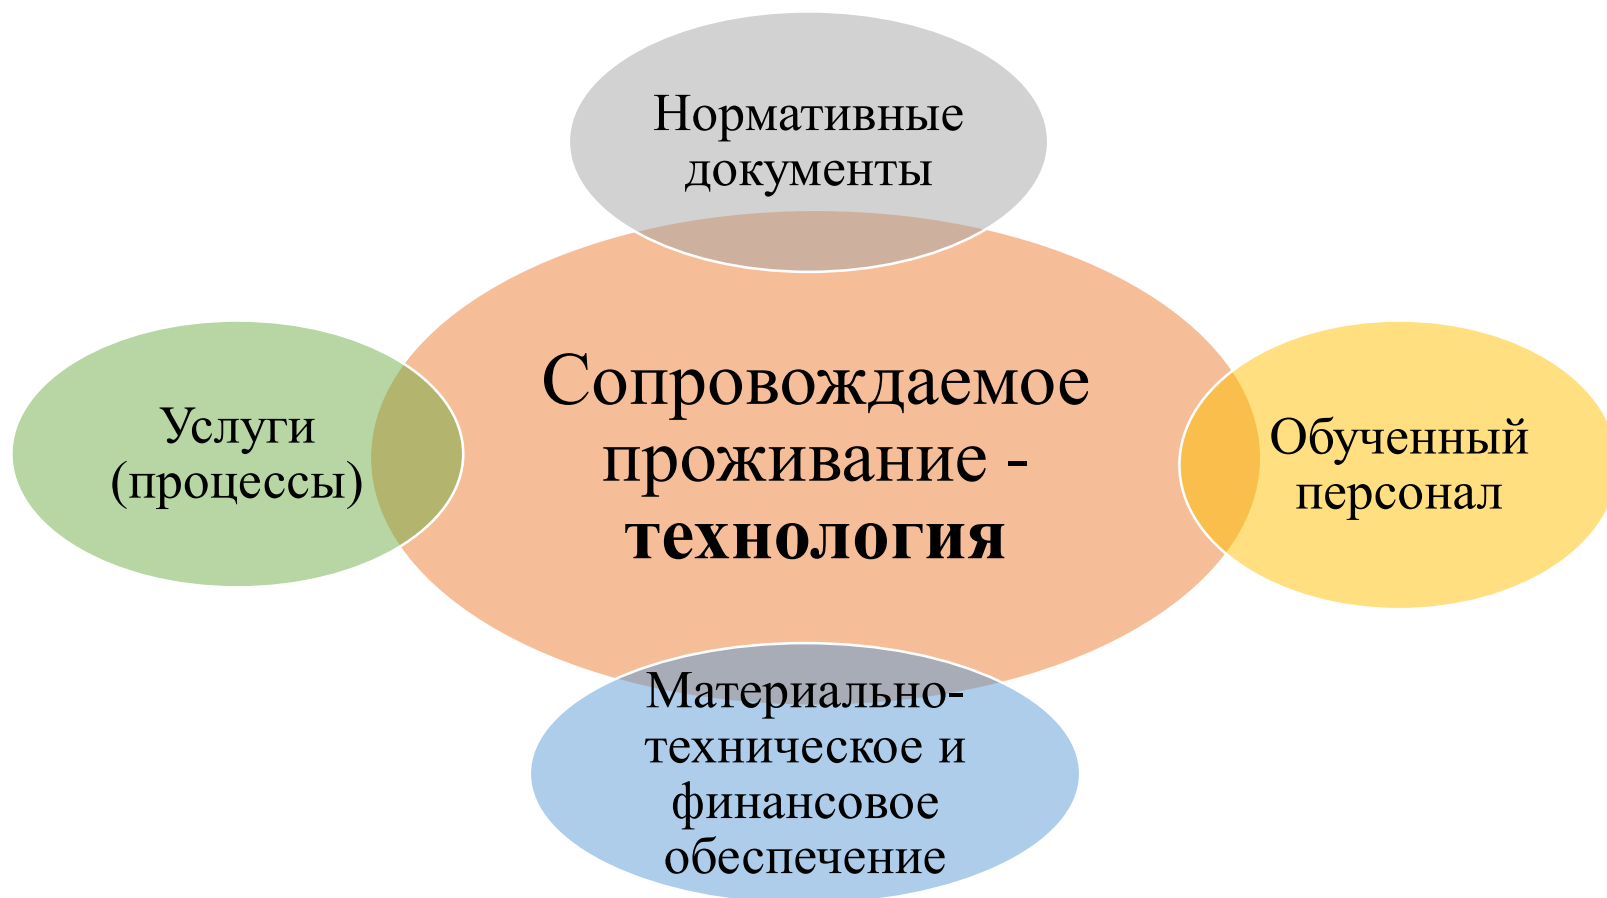 Нормативные
документы
Сопровождаемое
проживание -
технология
Услуги
(процессы)
Обученный
персонал
Материально-
техническое и
финансовое
обеспечение